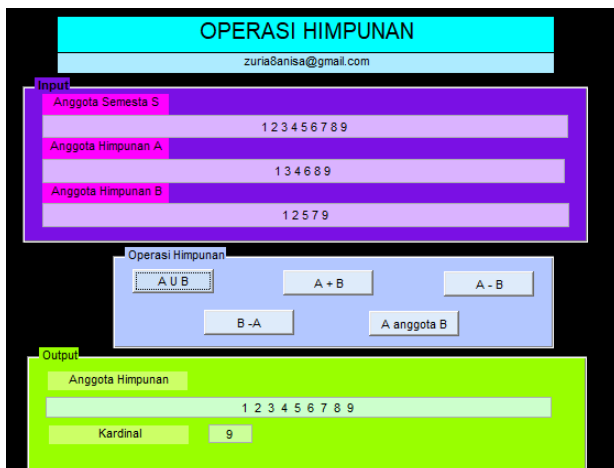 OPERASI HIMPUNAN
zuria8anisa@gmail.com
Input
Anggota Semesta S
1 2 3 4 5 6 7 8 9
Anggota Himpunan A
1 3 4 6 8 9
Anggota Himpunan B
1 2 5 7 9
Operasi Himpunan
A U B
A + B
A - B
B -A
A anggota B
Output
Anggota Himpunan
1 2 3 4 5 6 7 8 9
Kardinal
9